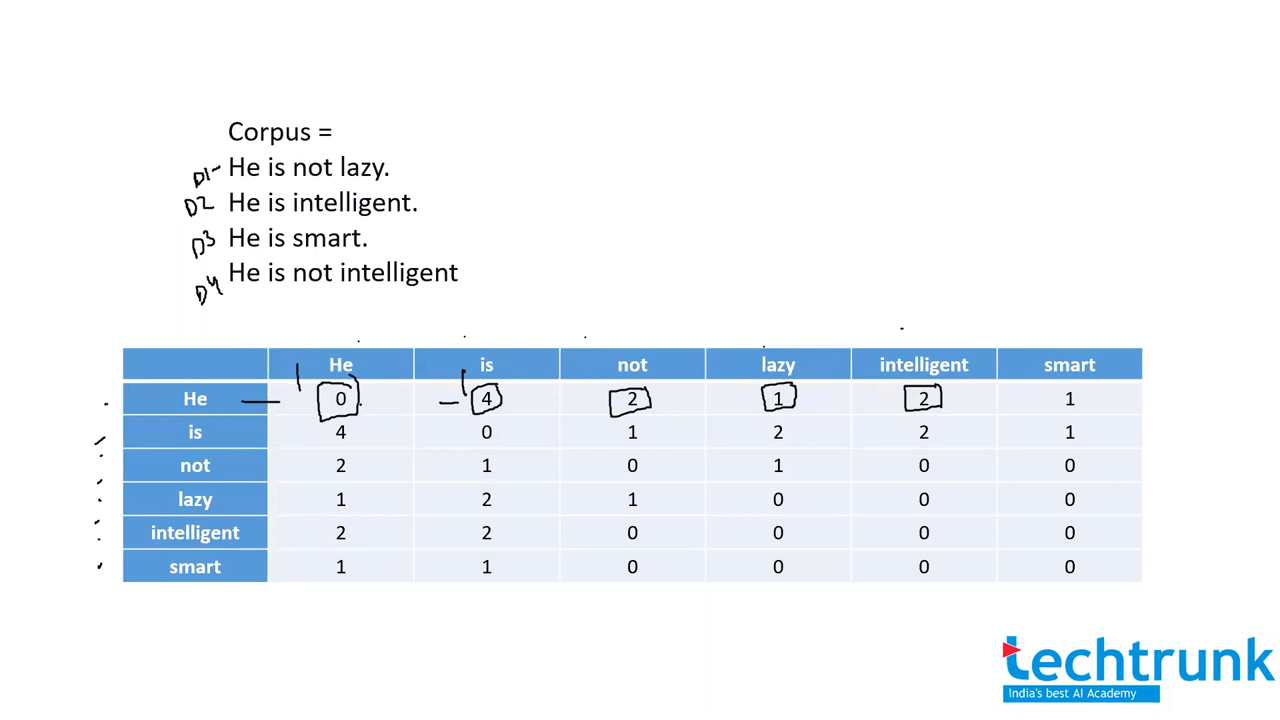 Corpus =
D1- He is not lazy.
D2 He is intelligent.
D3 He is smart.
D4 He is not intelligent
He is not lazy intelligent smart
He 0 4 2 1 2 1
is 4 0 1 2 2 1
not 2 1 0 1 0 0
lazy 1 2 1 0 0 0
intelligent 2 2 0 0 0 0
smart 1 1 0 0 0 0
techtrunk
India's best AI Academy